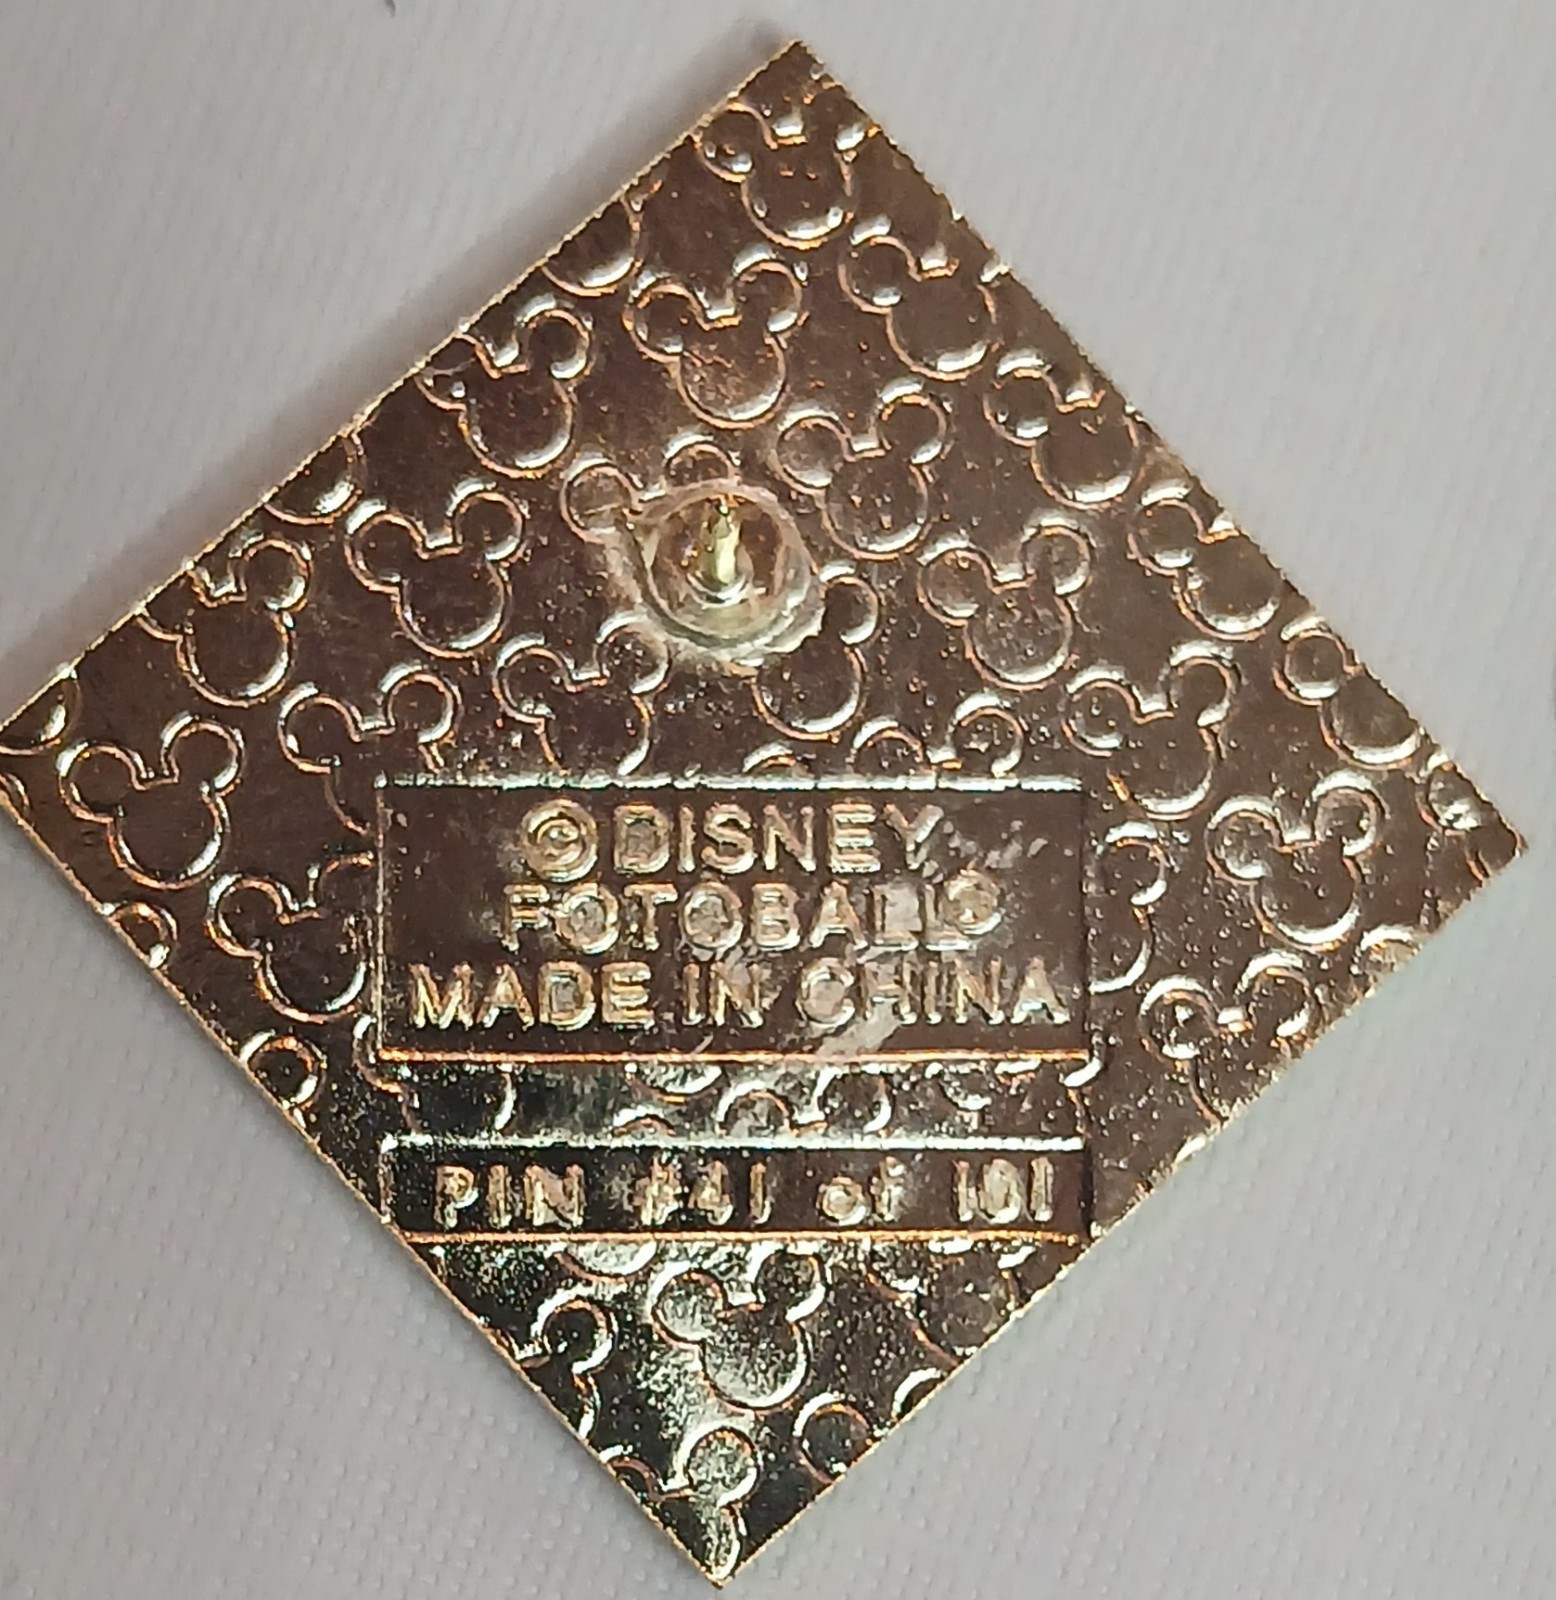 © DISNEY
FOTOBALL©
MADE IN CHINA
PIN #41 of 101